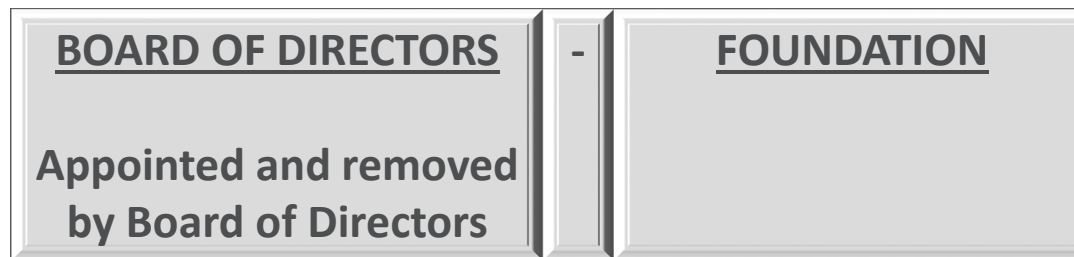 BOARD OF DIRECTORS
Appointed and removed
by Board of Directors
-
FOUNDATION